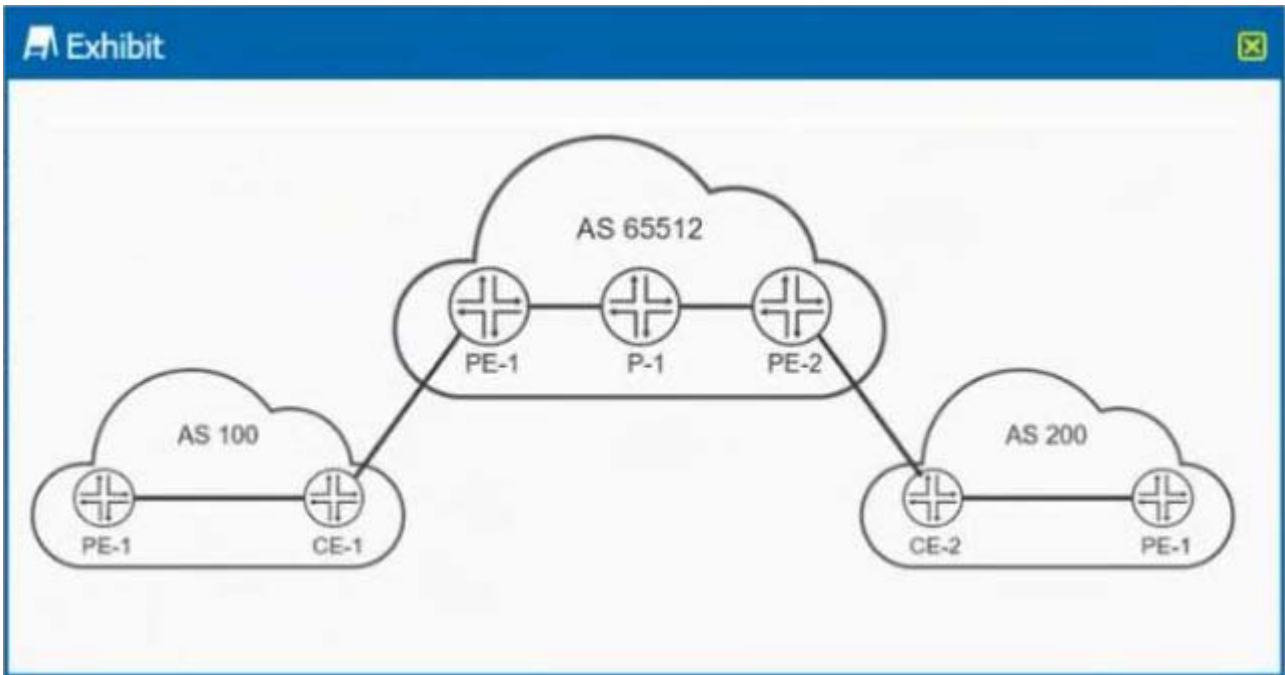 Exhibit
AS 65512
PE-1 P-1 PE-2
AS 100
AS 200
PE-1 CE-1
CE-2 PE-1